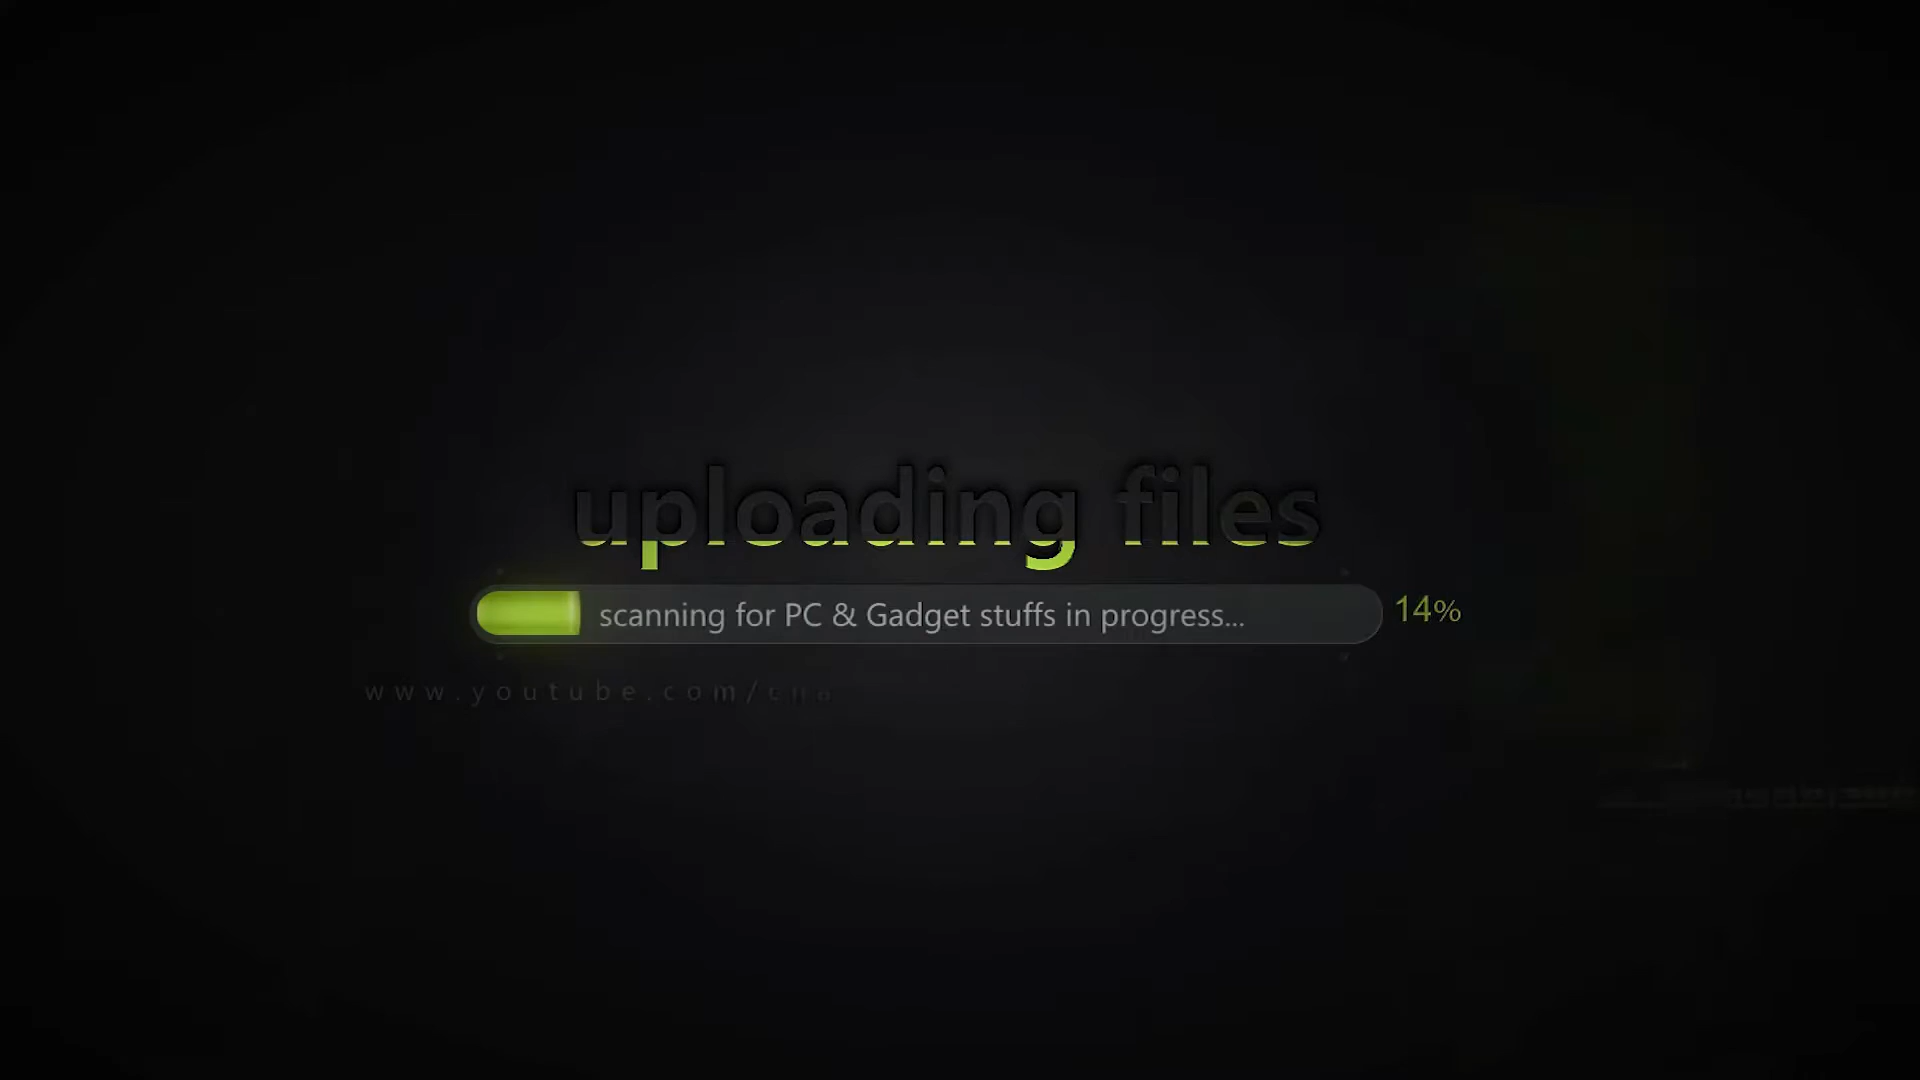 uploading files
scanning for PC & Gadget stuffs in progress...
14%
www.youtube.com/